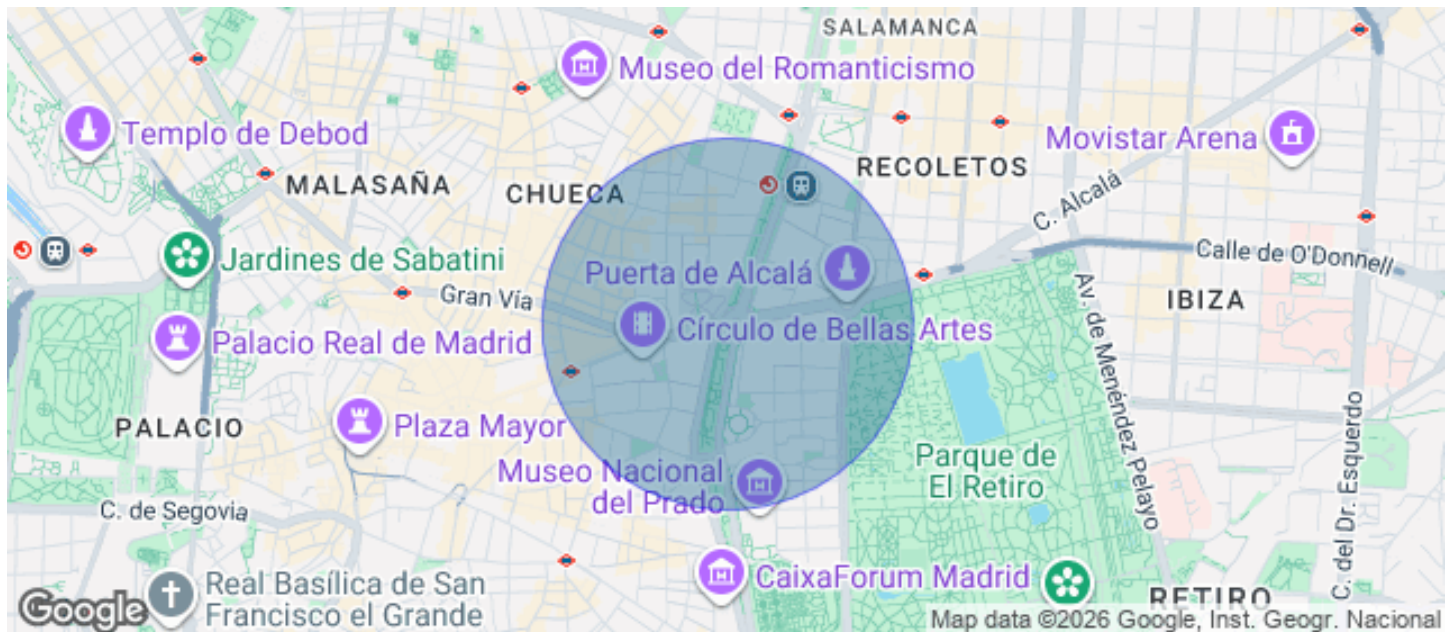 SALAMANCA
Museo del Romanticismo
Templo de Debod
Movistar Arena
MALASAÑA
CHUECA
RECOLETOS
C. Alcalá
Jardines de Sabatini
Puerta de Alcalá
Calle de O'Donnell
Gran Vía
IBIZA
Palacio Real de Madrid
Círculo de Bellas Artes
Av. de Menéndez Pelayo
PALACIO
Plaza Mayor
Museo Nacional
del Prado
Parque de
El Retiro
C. del Dr. Esquerdo
C. de Segovia
CaixaForum Madrid
Real Basílica de San
Francisco el Grande
RETIRO
Google
Map data ©2026 Google, Inst. Geogr. Nacional